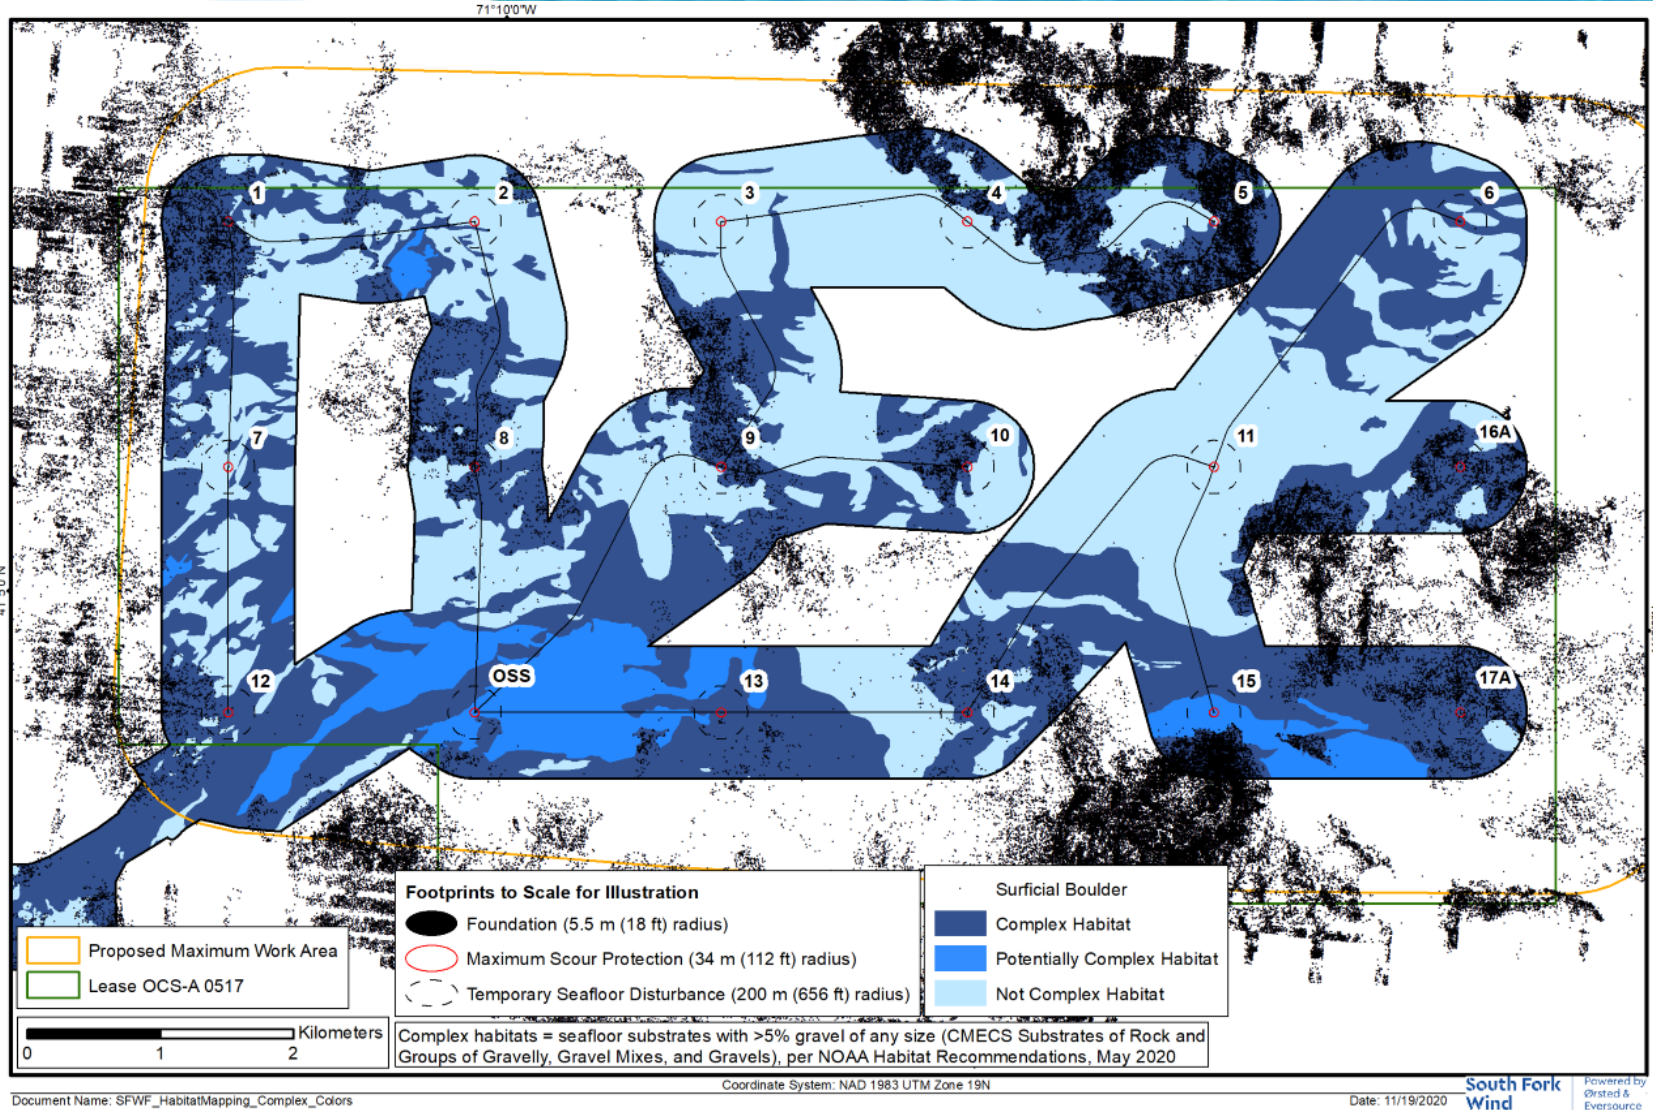 71°10'0"W
1
2
3
4
5
6
7
8
9
10
11
16A
12
OSS
13
14
15
17A
Proposed Maximum Work Area
Lease OCS-A 0517
0 1 2 Kilometers
Footprints to Scale for Illustration
Foundation (5.5 m (18 ft) radius)
Maximum Scour Protection (34 m (112 ft) radius)
Temporary Seafloor Disturbance (200 m (656 ft) radius)
Surficial Boulder
Complex Habitat
Potentially Complex Habitat
Not Complex Habitat
Complex habitats = seafloor substrates with >5% gravel of any size (CMECS Substrates of Rock and
Groups of Gravelly, Gravel Mixes, and Gravels), per NOAA Habitat Recommendations, May 2020
Coordinate System: NAD 1983 UTM Zone 19N
Document Name: SFWF_HabitatMapping_Complex_Colors
Date: 11/19/2020
South Fork
Wind
Powered by
Ørsted &
Eversource